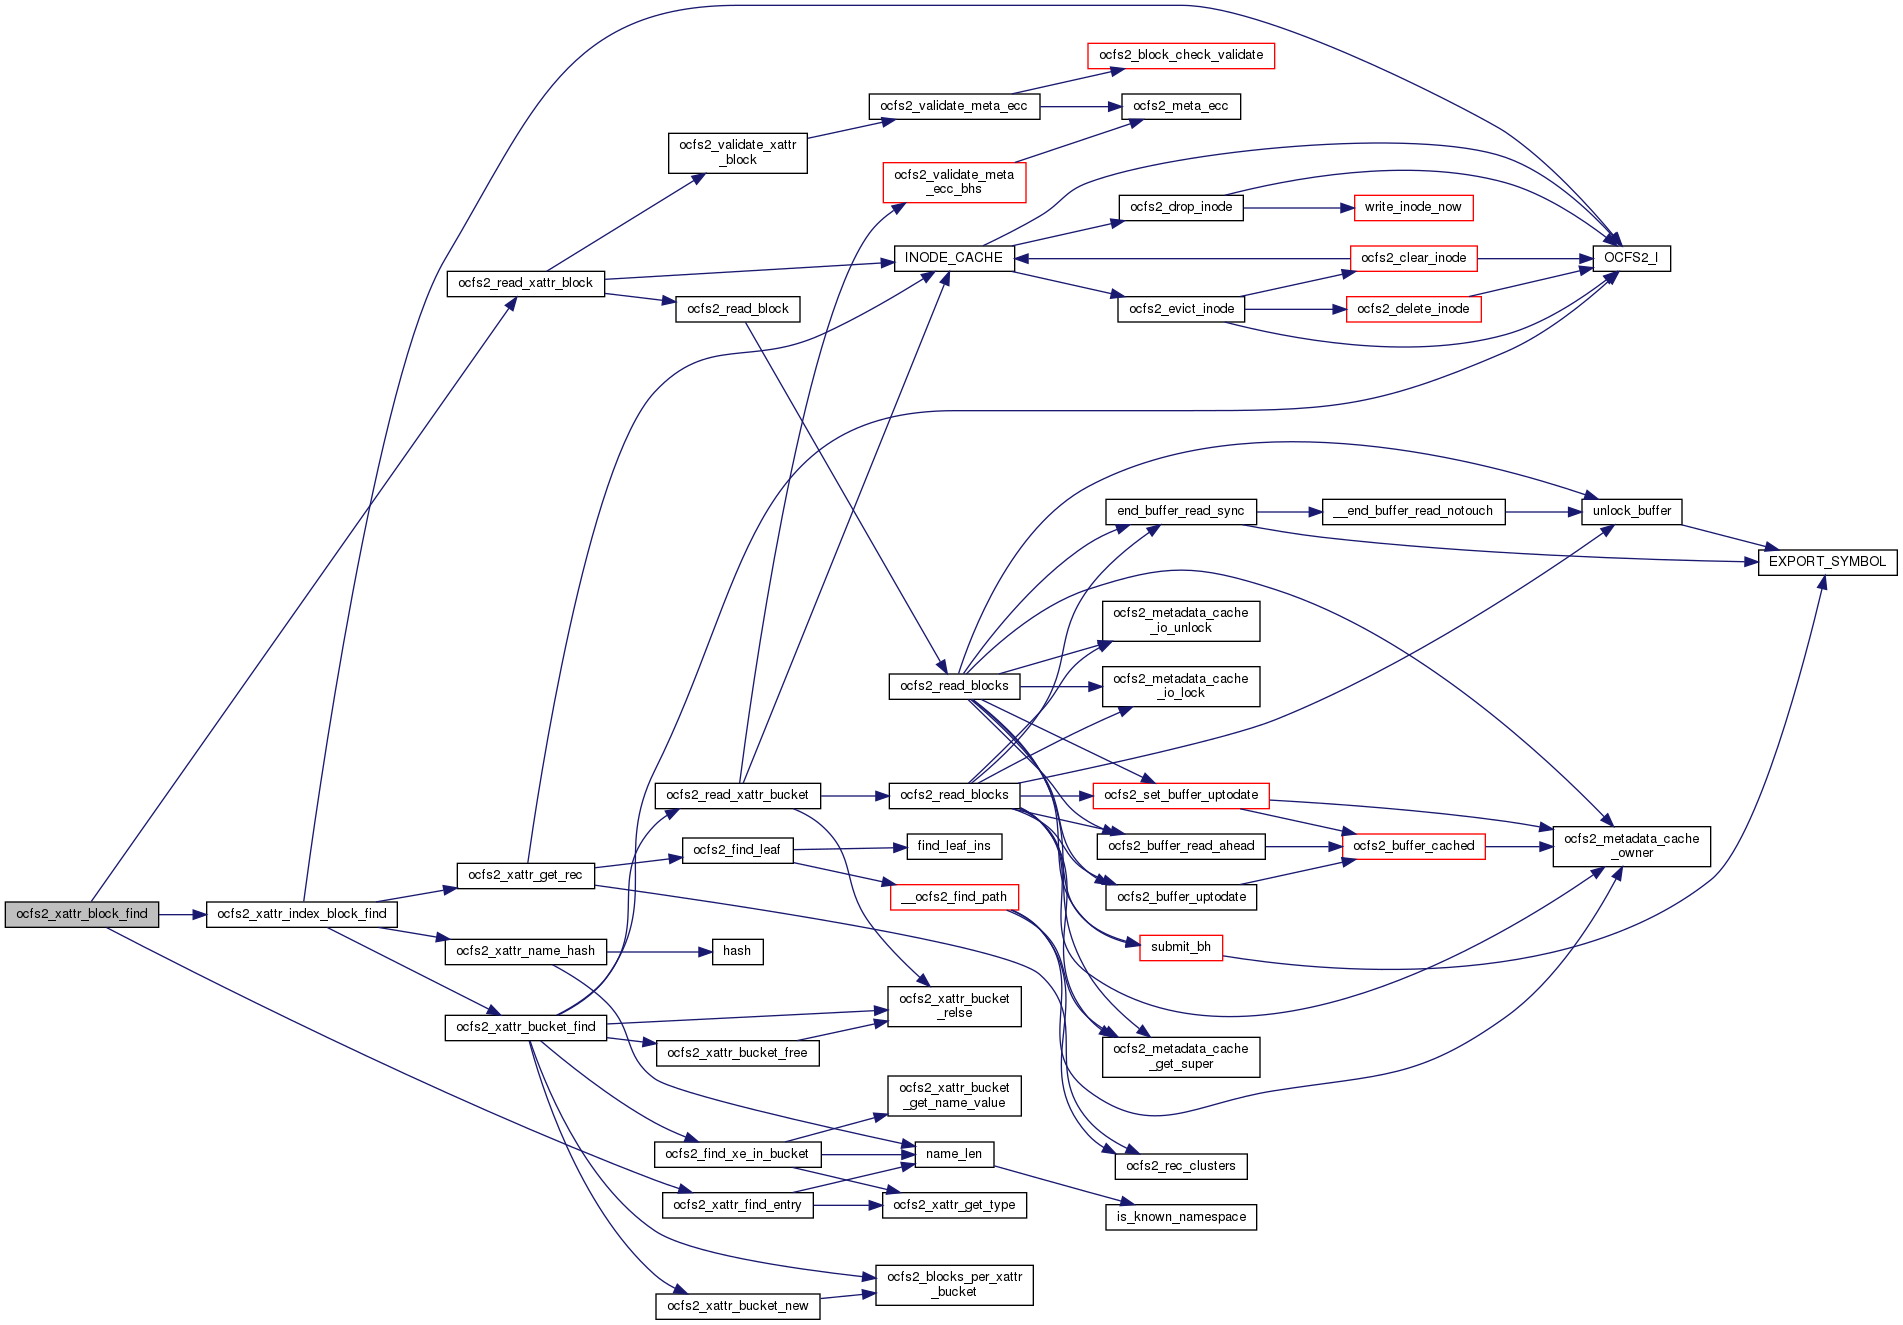 ocfs2_block_check_validate
ocfs2_validate_meta_ecc
ocfs2_meta_ecc
ocfs2_validate_xattr
_block
ocfs2_validate_meta
_ecc_bhs
ocfs2_drop_inode
write_inode_now
INODE_CACHE
ocfs2_clear_inode
OCFS2_I
ocfs2_read_xattr_block
ocfs2_read_block
ocfs2_evict_inode
ocfs2_delete_inode
end_buffer_read_sync
__end_buffer_read_notouch
unlock_buffer
EXPORT_SYMBOL
ocfs2_metadata_cache
_io_unlock
ocfs2_read_blocks
ocfs2_metadata_cache
_io_lock
ocfs2_read_xattr_bucket
ocfs2_read_blocks
ocfs2_set_buffer_uptodate
ocfs2_find_leaf
find_leaf_ins
ocfs2_buffer_read_ahead
ocfs2_buffer_cached
ocfs2_metadata_cache
_owner
ocfs2_xattr_get_rec
__ocfs2_find_path
ocfs2_buffer_uptodate
ocfs2_xattr_block_find
ocfs2_xattr_index_block_find
ocfs2_xattr_name_hash
hash
submit_bh
ocfs2_xattr_bucket
_relse
ocfs2_xattr_bucket_find
ocfs2_xattr_bucket_free
ocfs2_metadata_cache
_get_super
ocfs2_xattr_bucket
_get_name_value
ocfs2_find_xe_in_bucket
name_len
ocfs2_rec_clusters
ocfs2_xattr_find_entry
ocfs2_xattr_get_type
is_known_namespace
ocfs2_blocks_per_xattr
_bucket
ocfs2_xattr_bucket_new